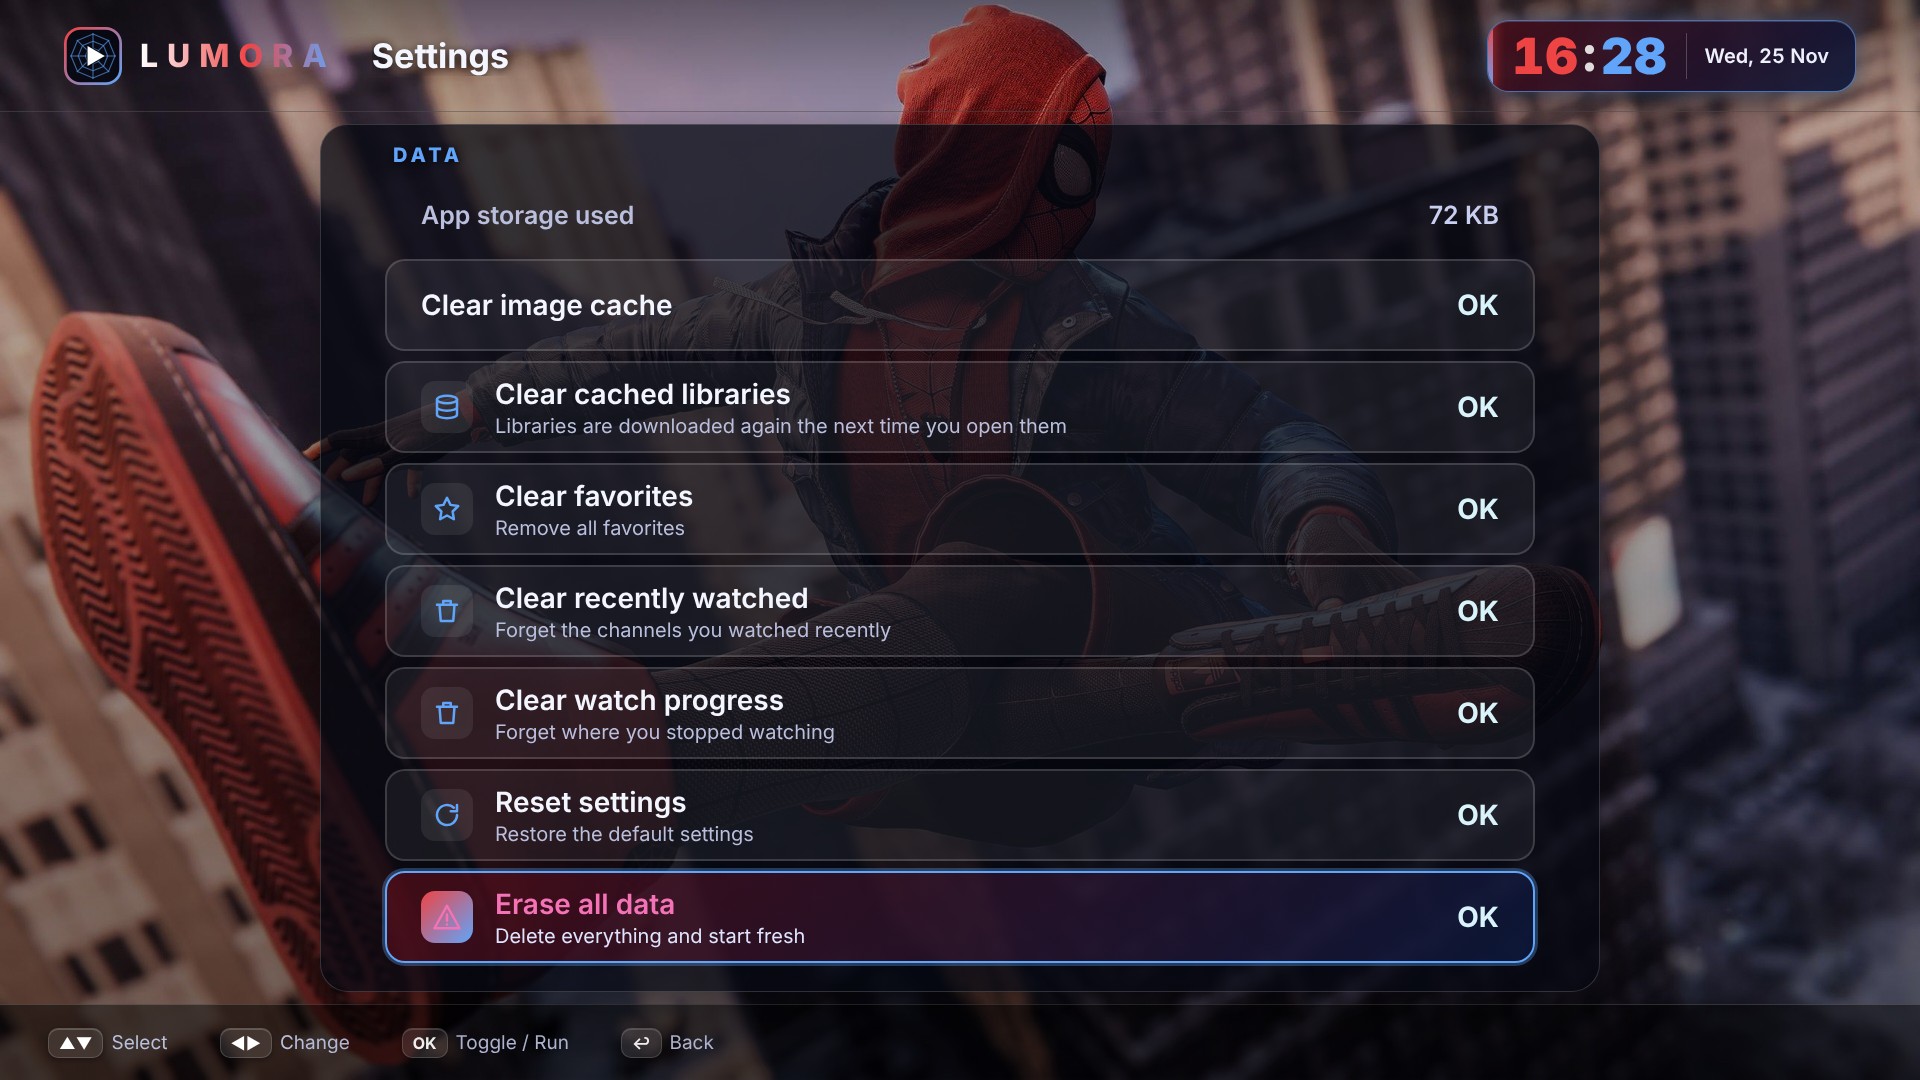 LUMORA
Settings
16:28
Wed, 25 Nov
DATA
App storage used
72 KB
Clear image cache
OK
Clear cached libraries
Libraries are downloaded again the next time you open them
OK
Clear favorites
Remove all favorites
OK
Clear recently watched
Forget the channels you watched recently
OK
Clear watch progress
Forget where you stopped watching
OK
Reset settings
Restore the default settings
OK
Erase all data
Delete everything and start fresh
OK
Select
Change
OK Toggle / Run
Back